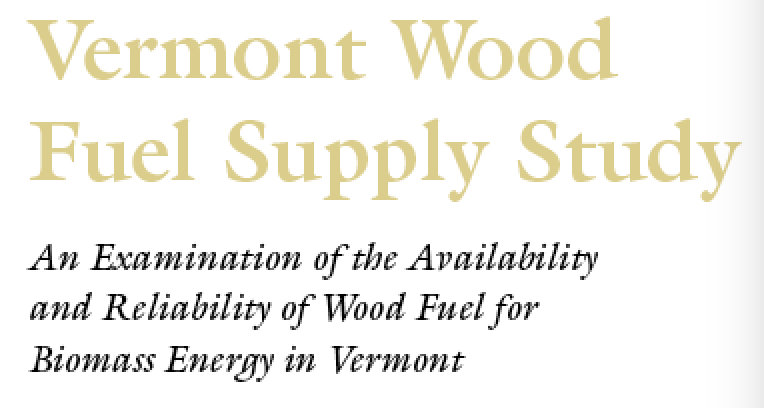 Vermont Wood
Fuel Supply Study
An Examination of the Availability
and Reliability of Wood Fuel for
Biomass Energy in Vermont